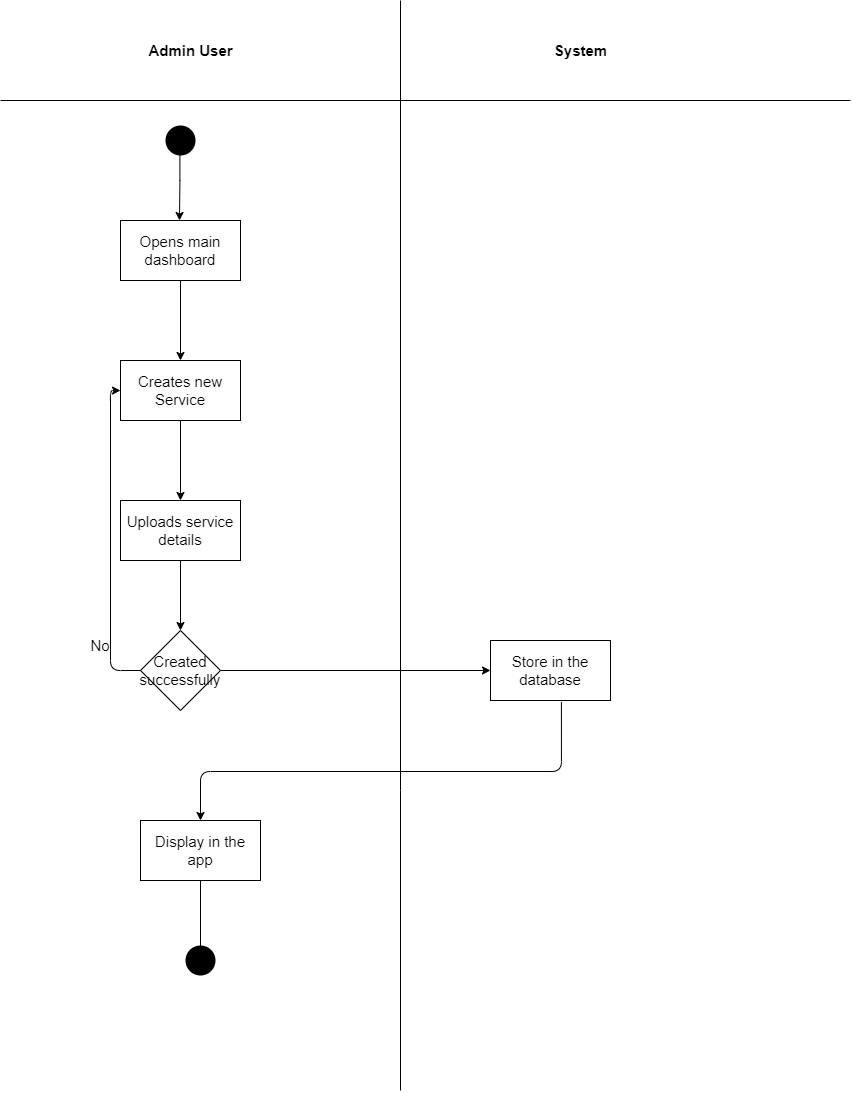 Admin User
System
Opens main
dashboard
Creates new
Service
Uploads service
details
No
Created
successfully
Store in the
database
Display in the
app